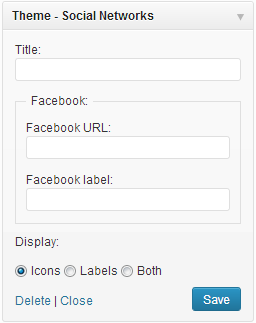 Theme - Social Networks
Title:
Facebook:
Facebook URL:
Facebook label:
Display:
Icons Labels Both
Delete | Close Save